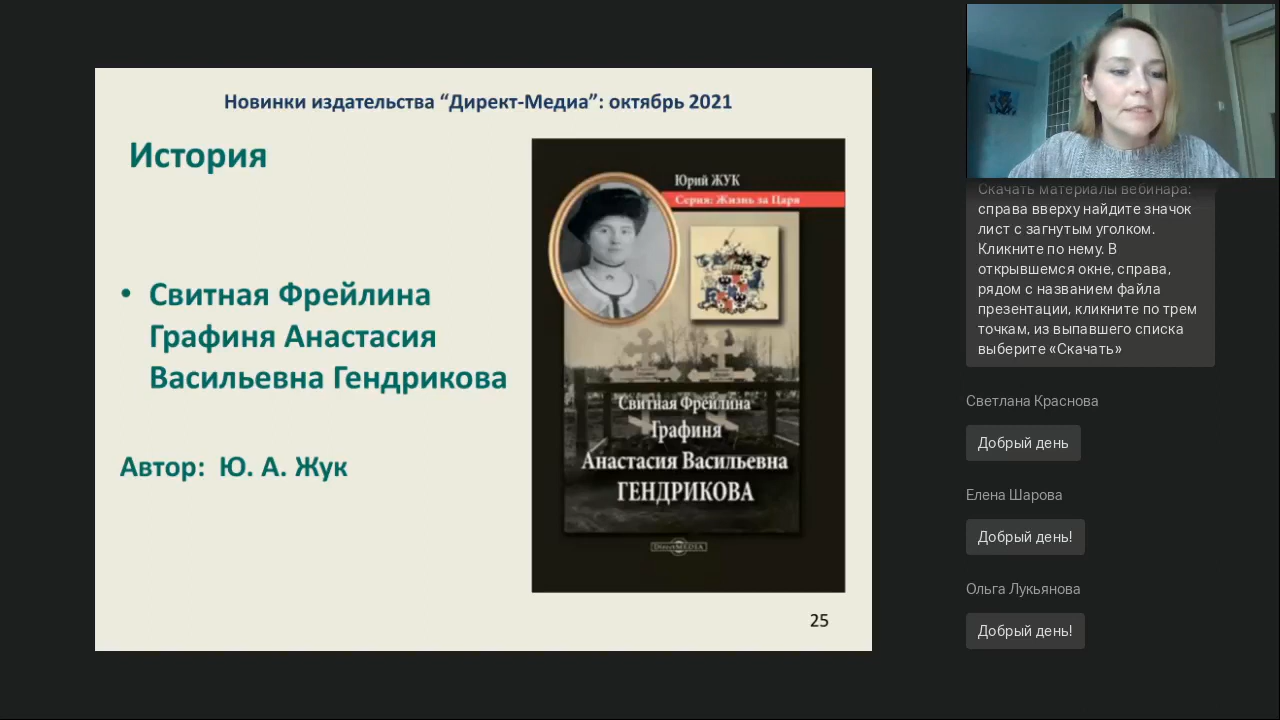 Новинки издательства “Директ-Медиа”: октябрь 2021
История
• Свитная Фрейлина
Графиня Анастасия
Васильевна Гендрикова
Автор: Ю. А. Жук
Юрий ЖУК
Серия: Жизнь за Царя
Свитная Фрейлина
Графиня
Анастасия Васильевна
ГЕНДРИКОВА
DirectMEDIA
25
Скачать материалы вебинара:
справа вверху найдите значок
лист с загнутым уголком.
Кликните по нему. В
открывшемся окне, справа,
рядом с названием файла
презентации, кликните по трем
точкам, из выпавшего списка
выберите «Скачать»
Светлана Краснова
Добрый день
Елена Шарова
Добрый день!
Ольга Лукьянова
Добрый день!